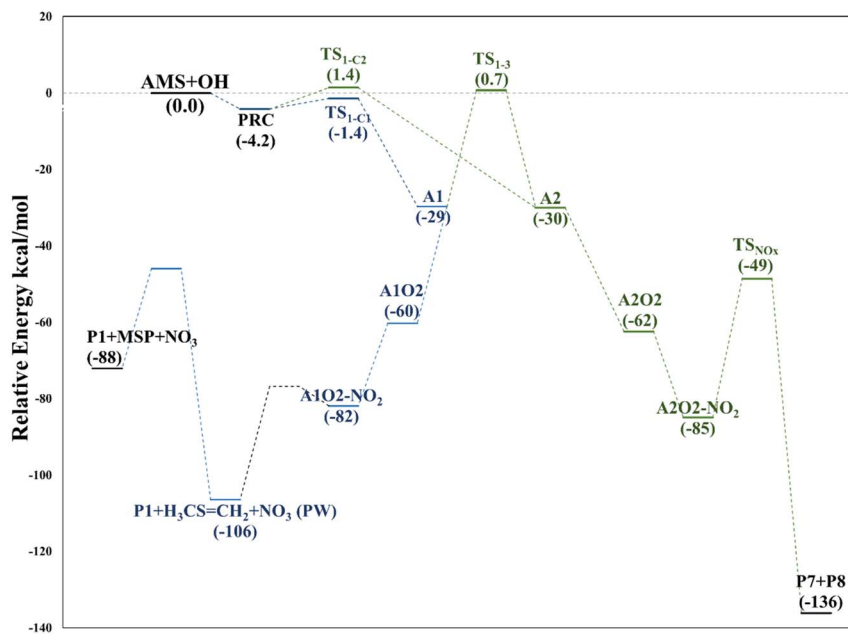 20
0
-20
-40
-60
-80
-100
-120
-140
Relative Energy kcal/mol
AMS+OH
(0.0)
PRC
(-4.2)
TS1-C2
(1.4)
TS1-C1
(-1.4)
TS1-3
(0.7)
A1
(-29)
A2
(-30)
A1O2
(-60)
A2O2
(-62)
TSNOx
(-49)
P1+MSP+NO3
(-88)
A1O2-NO2
(-82)
A2O2-NO2
(-85)
P1+H3CS=CH2+NO3 (PW)
(-106)
P7+P8
(-136)